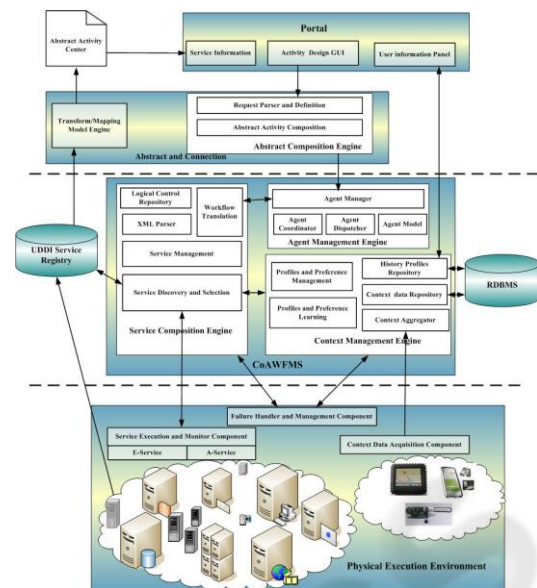 Portal
Abstract Activity
Center
Service Information
Activity Design GUI
User information Panel
Transform/Mapping
Model Engine
Request Parser and Definition
Abstract Activity Composition
Abstract Composition Engine
Abstract and Connection
Logical Control
Repository
Workflow
Translation
XML Parser
Service Management
Service Discovery and Selection
Service Composition Engine
Agent Manager
Agent
Coordinator
Agent
Dispatcher
Agent Model
Agent Management Engine
UDDI Service
Registry
History Profiles
Repository
Profiles and Preference
Management
Context data Repository
Profiles and Preference
Learning
Context Aggregator
Context Management Engine
RDBMS
CoAWFMS
Failure Handler and Management Component
Service Execution and Monitor Component
E-Service
A-Service
Context Data Acquisition Component
Physical Execution Environment